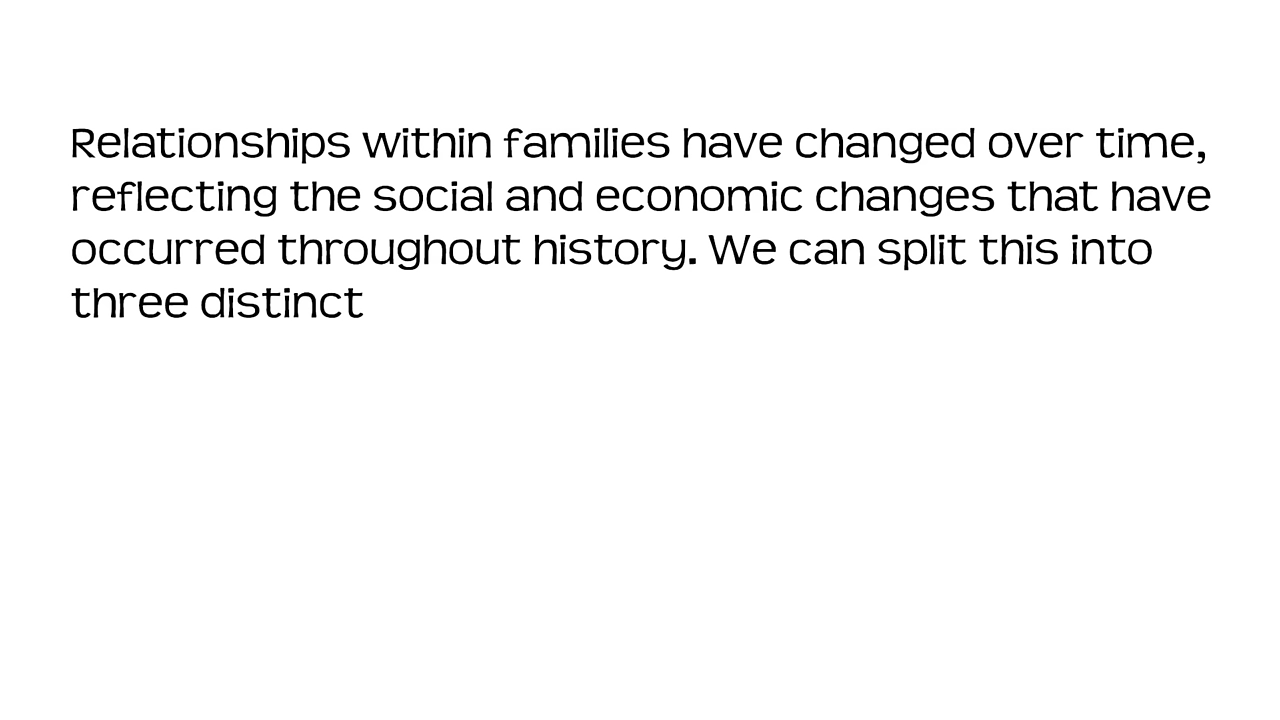 Relationships within families have changed over time,
reflecting the social and economic changes that have
occurred throughout history. We can split this into
three distinct